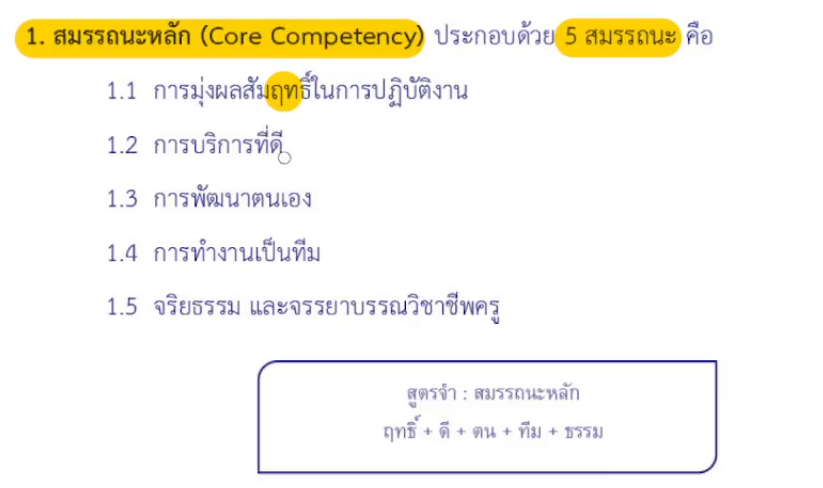 1. สมรรถนะหลัก (Core Competency) ประกอบด้วย 5 สมรรถนะ คือ
1.1 การมุ่งผลสัมฤทธิ์ในการปฏิบัติงาน
1.2 การบริการที่ดี
1.3 การพัฒนาตนเอง
1.4 การทำงานเป็นทีม
1.5 จริยธรรม และจรรยาบรรณวิชาชีพครู
สูตรจำ : สมรรถนะหลัก
ฤทธิ์ + ดี + ตน + ทีม + ธรรม